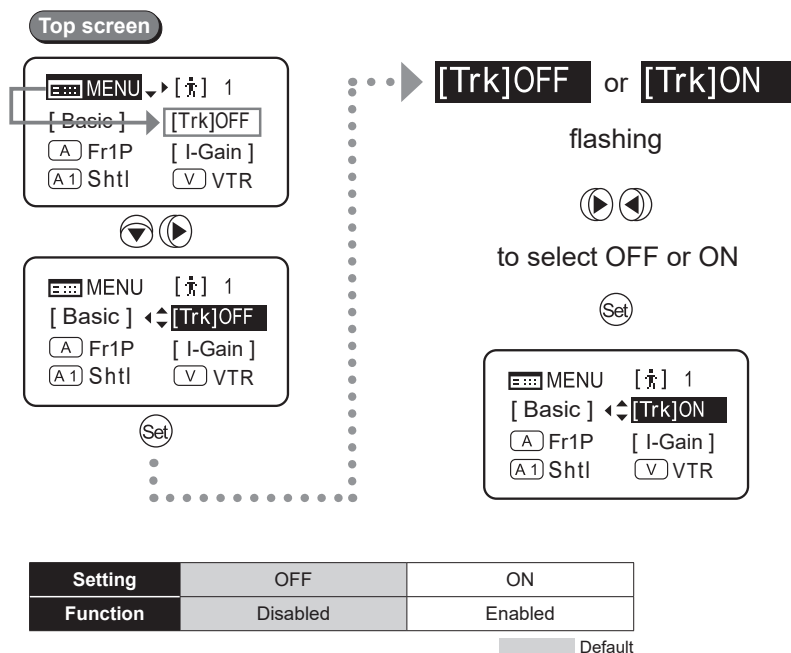 Top screen
MENU [ ] 1
[ Basic ] [Trk]OFF
A Fr1P [ I-Gain ]
A1 Shtl V VTR
MENU [ ] 1
[ Basic ] [Trk]OFF
A Fr1P [ I-Gain ]
A1 Shtl V VTR
Set
[Trk]OFF or [Trk]ON
flashing
to select OFF or ON
Set
MENU [ ] 1
[ Basic ] [Trk]ON
A Fr1P [ I-Gain ]
A1 Shtl V VTR
Setting OFF ON
Function Disabled Enabled
Default